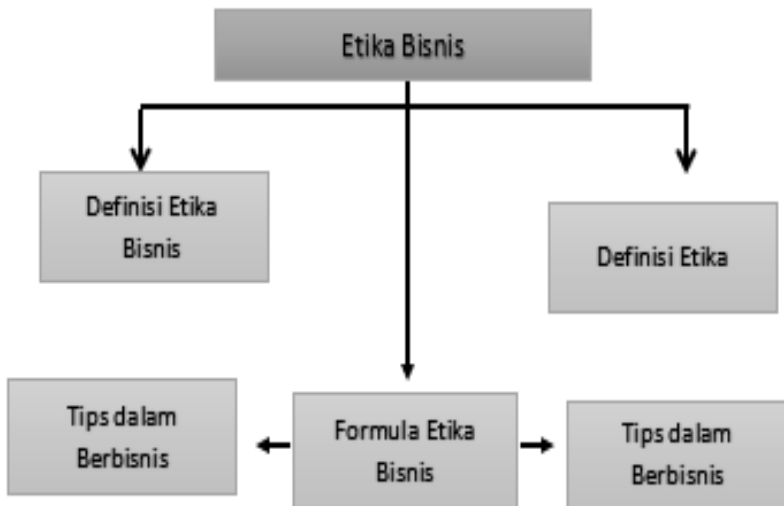 Etika Bisnis
Definisi Etika
Bisnis
Definisi Etika
Tips dalam
Berbisnis
Formula Etika
Bisnis
Tips dalam
Berbisnis